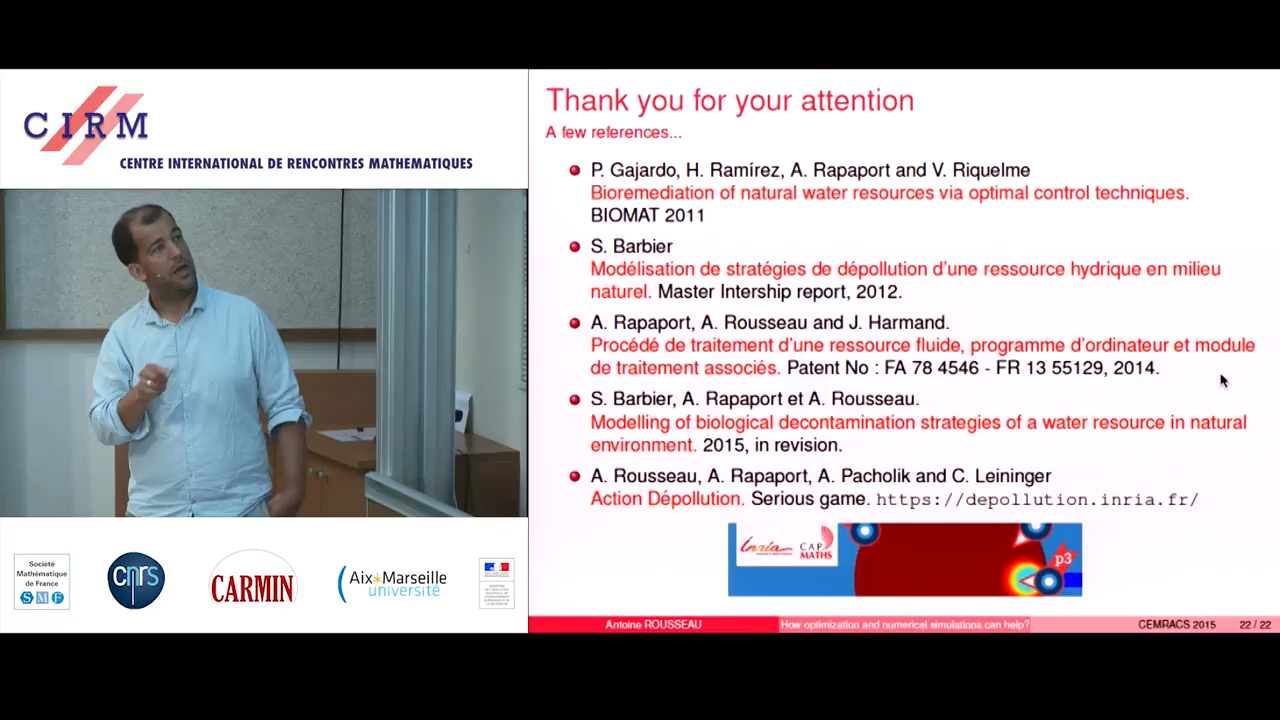 CIRM
CENTRE INTERNATIONAL DE RENCONTRES MATHEMATIQUES
Société
Mathématique
de France
SMF
cnrs
CARMIN
Aix*Marseille
université
Thank you for your attention
A few references...
P. Gajardo, H. Ramírez, A. Rapaport and V. Riquelme
Bioremediation of natural water resources via optimal control techniques.
BIOMAT 2011
S. Barbier
Modélisation de stratégies de dépollution d'une ressource hydrique en milieu
naturel. Master Intership report, 2012.
A. Rapaport, A. Rousseau and J. Harmand.
Procédé de traitement d'une ressource fluide, programme d'ordinateur et module
de traitement associés. Patent No : FA 78 4546 - FR 13 55129, 2014.
S. Barbier, A. Rapaport et A. Rousseau.
Modelling of biological decontamination strategies of a water resource in natural
environment. 2015, in revision.
A. Rousseau, A. Rapaport, A. Pacholik and C. Leininger
Action Dépollution. Serious game. https://depollution.inria.fr/
Inria
CAP
MATHS
p3
Antoine ROUSSEAU
How optimization and numerical simulations can help?
CEMRACS 2015
22 / 22